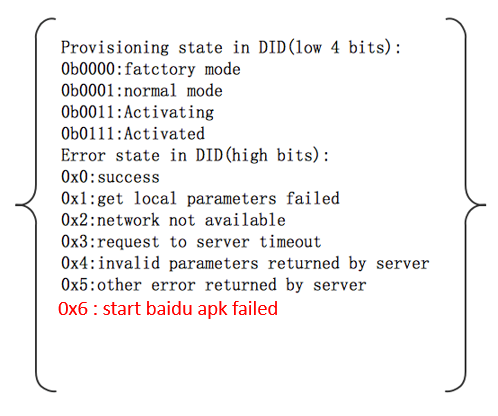 Provisioning state in DID(low 4 bits):
0b0000:fatctory mode
0b0001:normal mode
0b0011:Activating
0b0111:Activated
Error state in DID(high bits):
0x0:success
0x1:get local parameters failed
0x2:network not available
0x3:request to server timeout
0x4:invalid parameters returned by server
0x5:other error returned by server
0x6 : start baidu apk failed